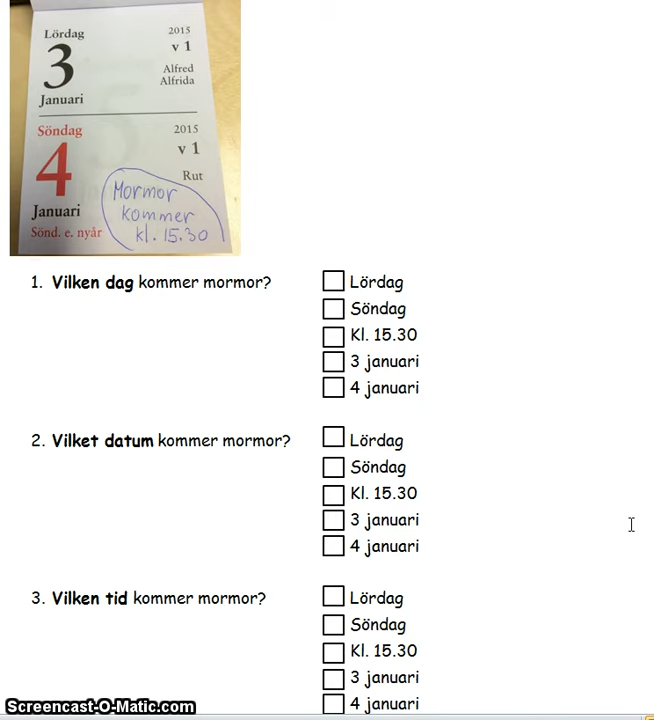 Lördag
2015
3
v 1
Alfred
Alfrida
Januari
Söndag
2015
4
v 1
Rut
Januari
Sönd. e. nyår
Mormor
kommer
kl. 15.30
1. Vilken dag kommer mormor?
Lördag
Söndag
Kl. 15.30
3 januari
4 januari
2. Vilket datum kommer mormor?
Lördag
Söndag
Kl. 15.30
3 januari
4 januari
3. Vilken tid kommer mormor?
Lördag
Söndag
Kl. 15.30
3 januari
4 januari
Screencast-O-Matic.com